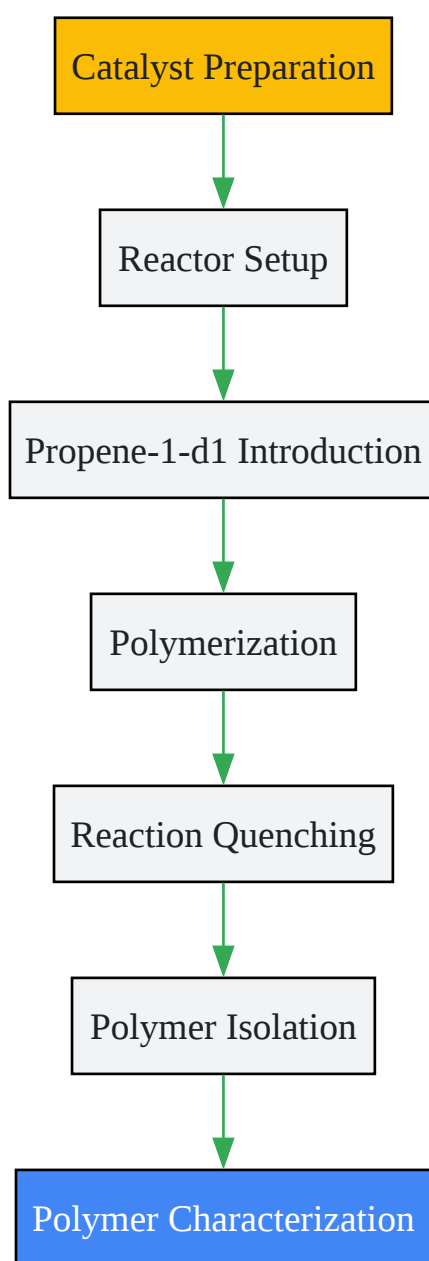 Catalyst Preparation
Reactor Setup
Propene-1-d1 Introduction
Polymerization
Reaction Quenching
Polymer Isolation
Polymer Characterization